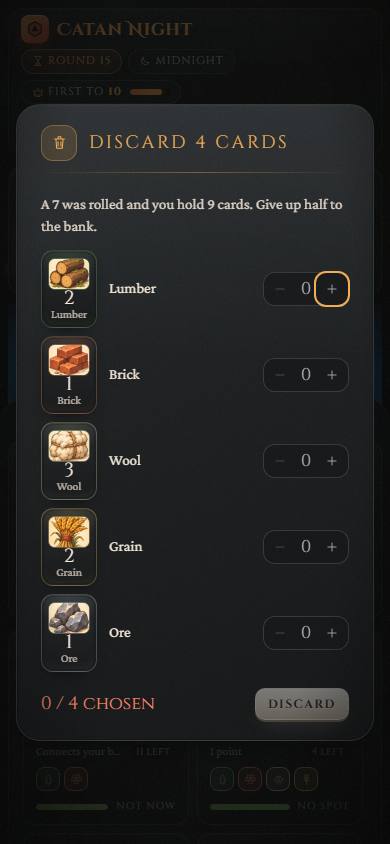 CATAN NIGHT
ROUND 15
MIDNIGHT
FIRST TO 10
DISCARD 4 CARDS
A 7 was rolled and you hold 9 cards. Give up half to
the bank.
2
Lumber
Lumber
− 0 +
1
Brick
Brick
− 0 +
3
Wool
Wool
− 0 +
2
Grain
Grain
− 0 +
1
Ore
Ore
− 0 +
0 / 4 CHOSEN
DISCARD
Connects your b... 11 LEFT
1 point 4 LEFT
NOT NOW
NO SPOT